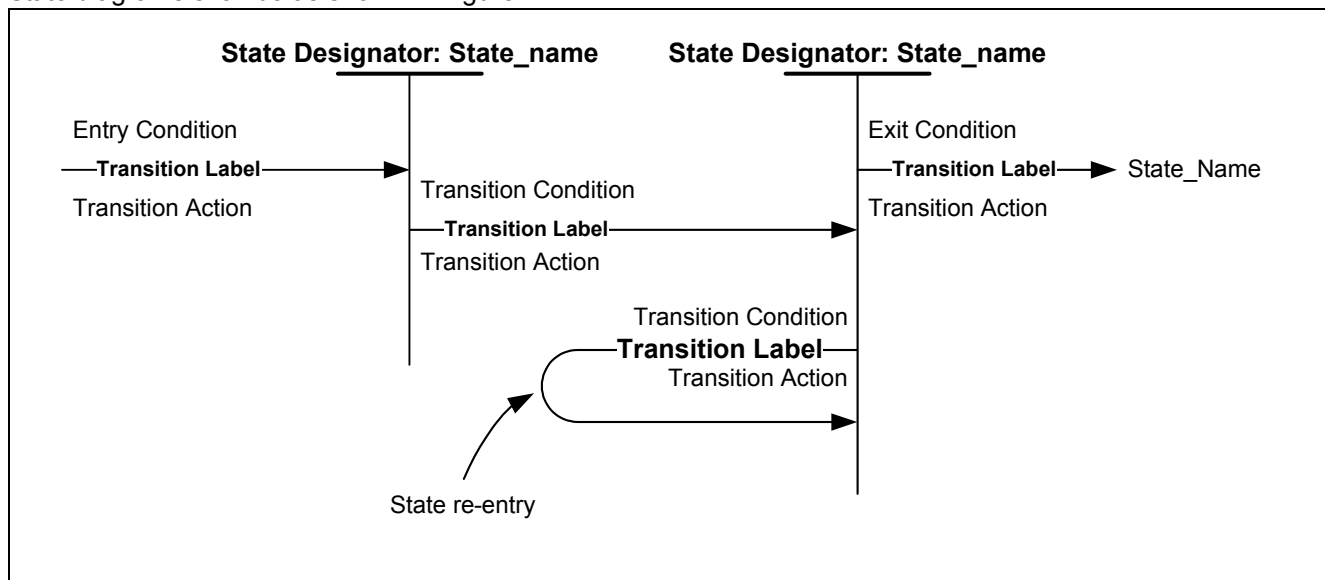 State Designator: State_name State Designator: State_name
Entry Condition
Transition Label
Transition Action
Transition Condition
Transition Label
Transition Action
Exit Condition
Transition Label
State_Name
Transition Action
Transition Condition
Transition Label
Transition Action
State re-entry